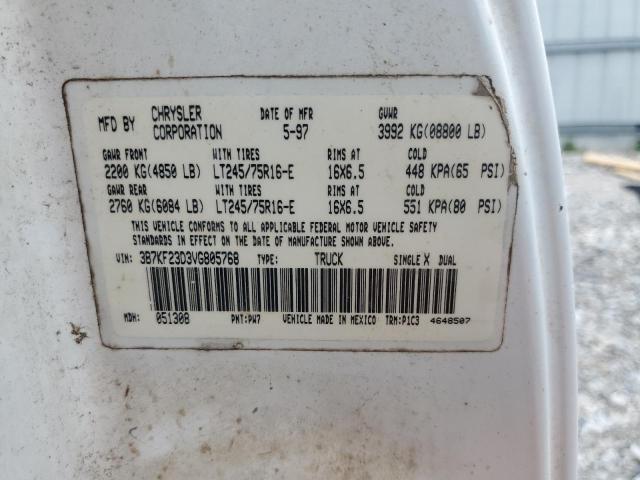 MFD BY CHRYSLER CORPORATION DATE OF MFR 5-97 GVWR 3992 KG(08800 LB)
GAWR FRONT WITH TIRES RIMS AT COLD
2200 KG(4850 LB) LT245/75R16-E 16X6.5 448 KPA(65 PSI)
GAWR REAR WITH TIRES RIMS AT COLD
2760 KG(6084 LB) LT245/75R16-E 16X6.5 551 KPA(80 PSI)
THIS VEHICLE CONFORMS TO ALL APPLICABLE FEDERAL MOTOR VEHICLE SAFETY
STANDARDS IN EFFECT ON THE DATE OF MANUFACTURE SHOWN ABOVE.
VIN: 3B7KF23D3VG805768 TYPE: TRUCK SINGLE X DUAL
MDH: 051308 PNT:PW7 VEHICLE MADE IN MEXICO TRM:P1C3 4648507